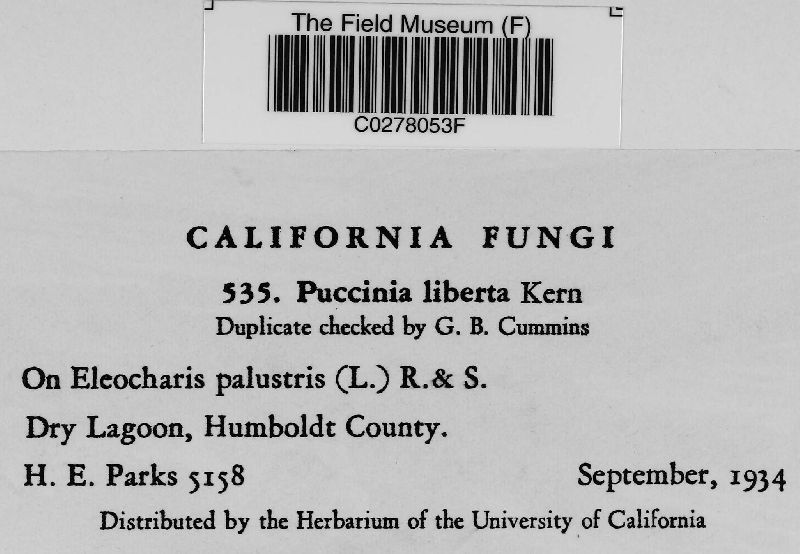 The Field Museum (F)
C0278053F
CALIFORNIA FUNGI
535. Puccinia liberta Kern
Duplicate checked by G. B. Cummins
On Eleocharis palustris (L.) R.& S.
Dry Lagoon, Humboldt County.
H. E. Parks 5158 September, 1934
Distributed by the Herbarium of the University of California